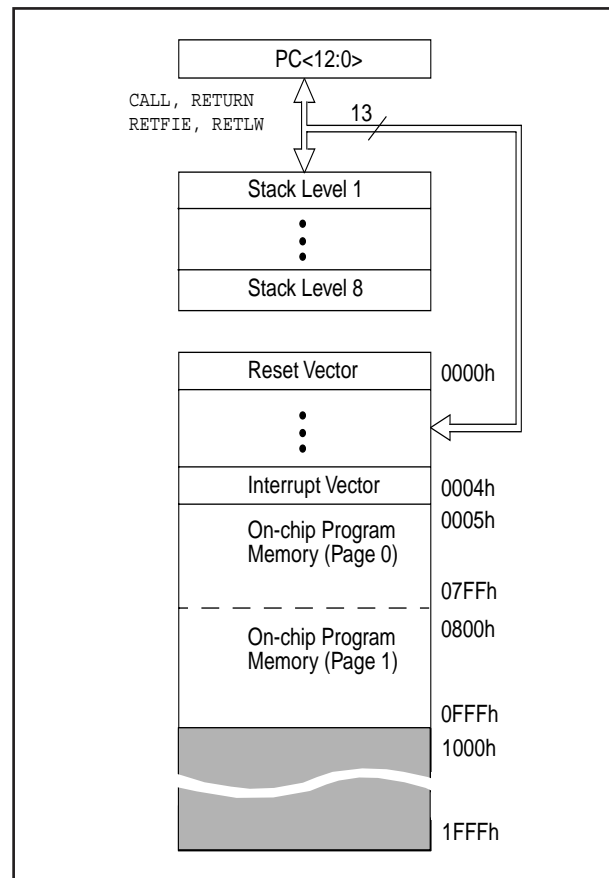 PC<12:0>
CALL, RETURN
RETFIE, RETLW
13
Stack Level 1
Stack Level 8
Reset Vector
0000h
Interrupt Vector
0004h
0005h
On-chip Program
Memory (Page 0)
07FFh
0800h
On-chip Program
Memory (Page 1)
0FFFh
1000h
1FFFh